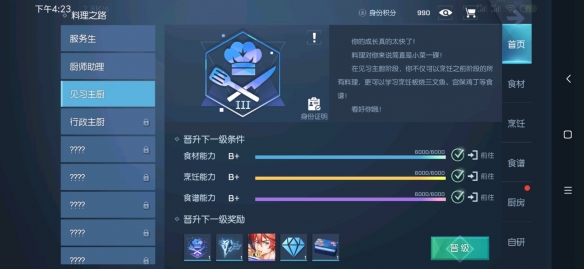 下午4:23
料理之路
身份积分 990
服务生
厨师助理
见习主厨
行政主厨
????
????
????
????
????
III
!
身份证明
你的成长真的太快了!
料理对你来说简直是小菜一碟!
在见习主厨阶段，你不仅可以烹饪之前阶段的所
有料理，更可以学习烹饪板烧三文鱼，宫保鸡丁等食
谱!
看好你哦!
晋升下一级条件
食材能力 B+ 6000/6000 前往
烹饪能力 B+ 6000/6000 前往
食谱能力 B+ 6000/6000 前往
晋升下一级奖励
1
1
1
1
1
晋级
首页
食材
烹饪
食谱
厨房
自研